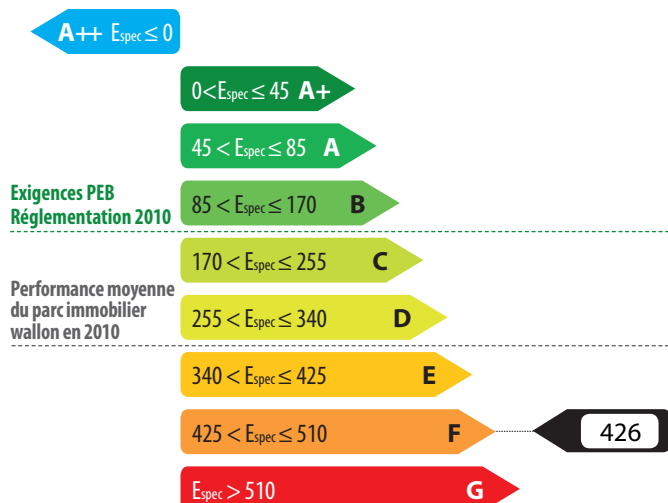 A++ Espec ≤ 0
0<Espec ≤ 45 A+
45 < Espec ≤ 85 A
Exigences PEB
Réglementation 2010
85 < Espec ≤ 170 B
170 < Espec ≤ 255 C
Performance moyenne
du parc immobilier
wallon en 2010
255 < Espec ≤ 340 D
340 < Espec ≤ 425 E
425 < Espec ≤ 510 F
426
Espec > 510 G